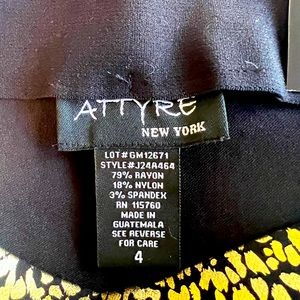 ATTYRE
NEW YORK
LOT#GM12671
STYLE#J24A464
79% RAYON
18% NYLON
3% SPANDEX
RN 115760
MADE IN
GUATEMALA
SEE REVERSE
FOR CARE
4